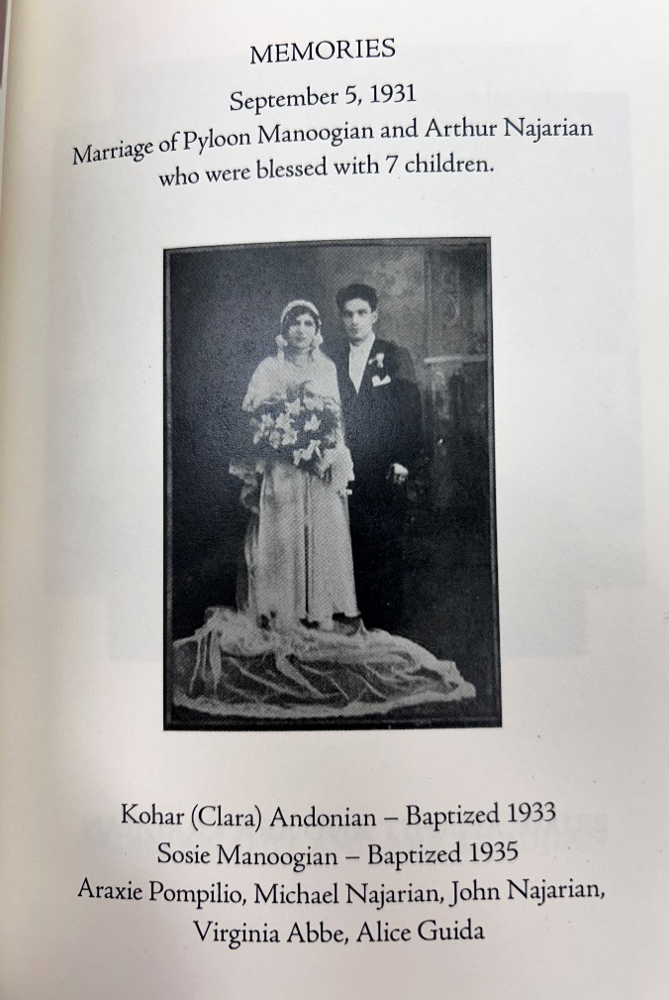 MEMORIES
September 5, 1931
Marriage of Pyloon Manoogian and Arthur Najarian
who were blessed with 7 children.
Kohar (Clara) Andonian – Baptized 1933
Sosie Manoogian – Baptized 1935
Araxie Pompilio, Michael Najarian, John Najarian,
Virginia Abbe, Alice Guida